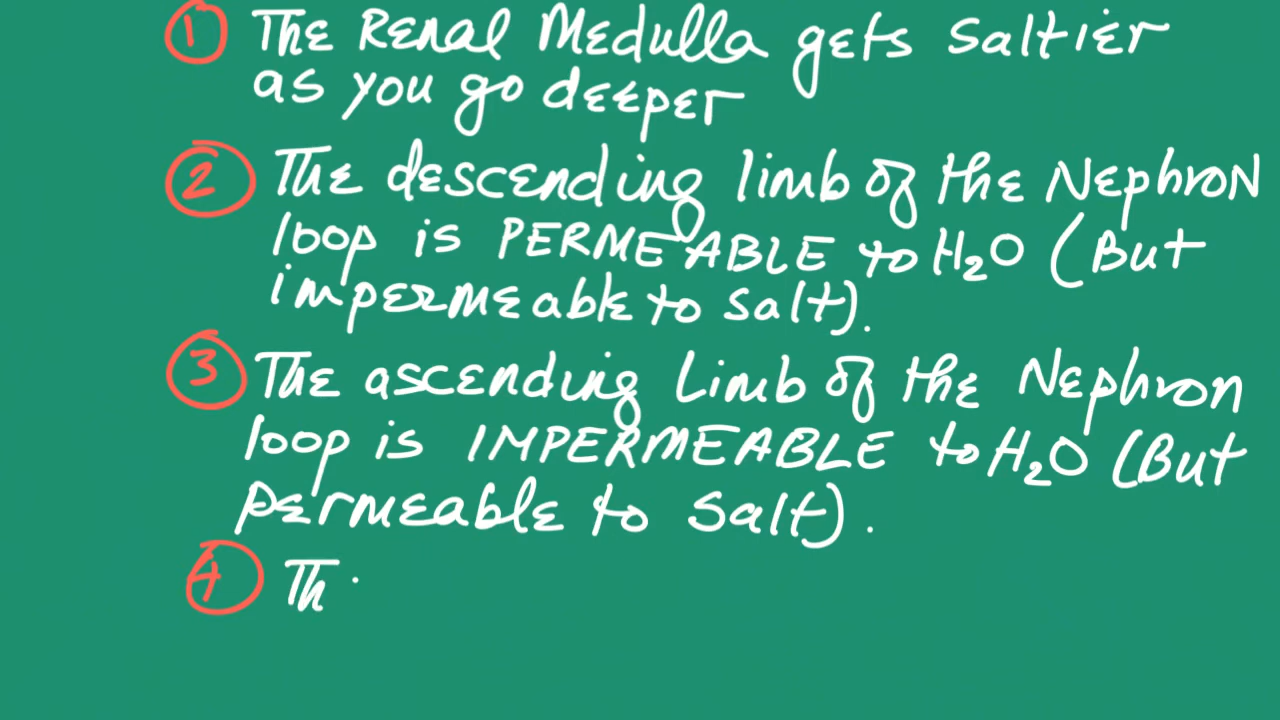 ① The Renal Medulla gets saltier
as you go deeper
② The descending limb of the Nephron
loop is PERMEABLE to H₂O (But
impermeable to salt).
③ The ascending Limb of the Nephron
loop is IMPERMEABLE to H₂O (But
permeable to salt).
④ Th